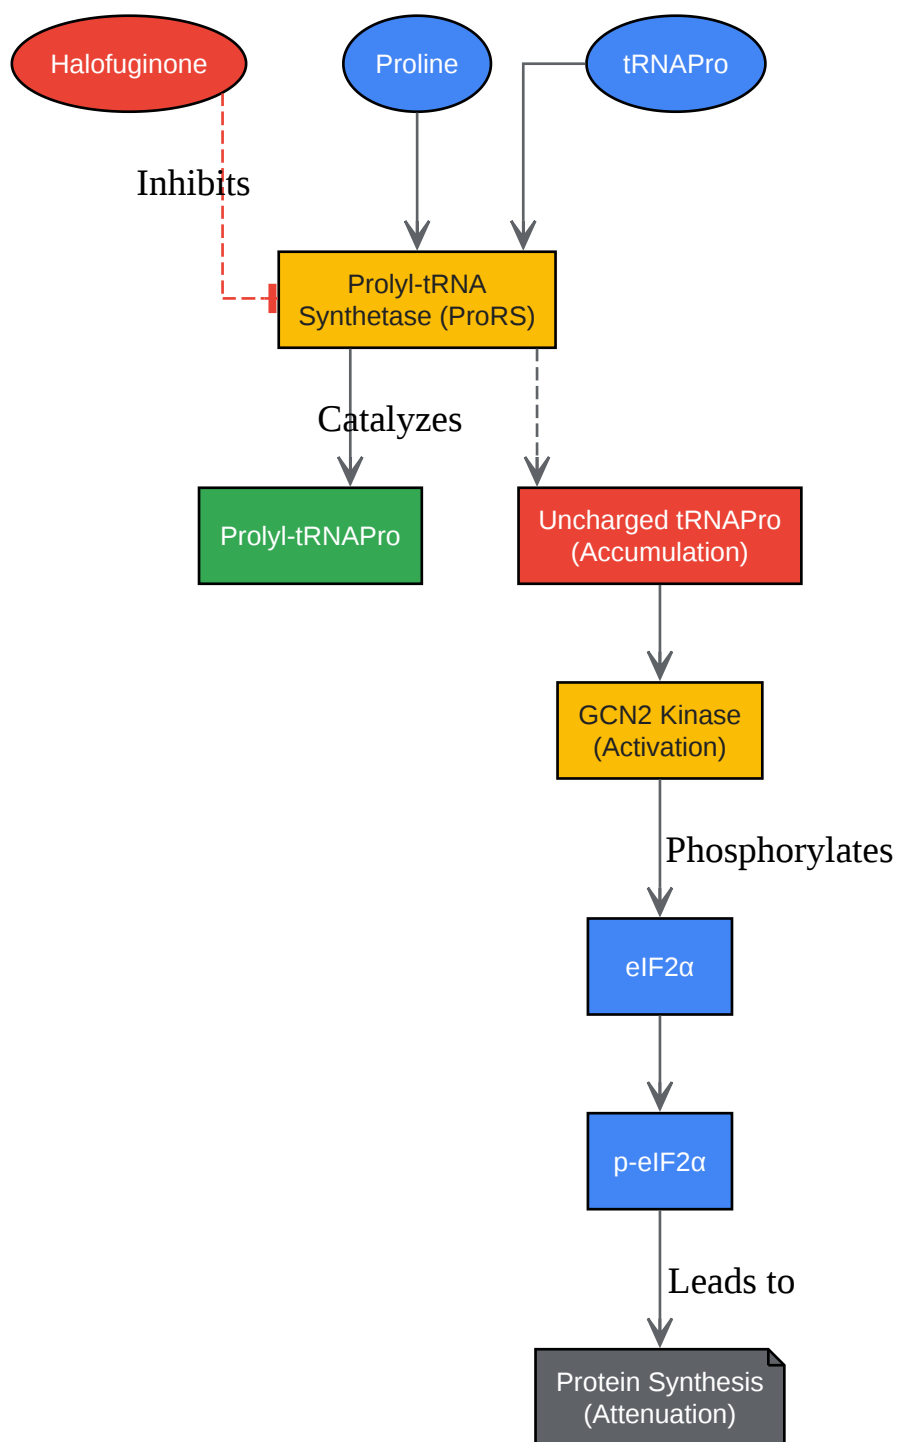 Halofuginone
Proline
tRNAPro
Inhibits
Prolyl-tRNA
Synthetase (ProRS)
Catalyzes
Prolyl-tRNAPro
Uncharged tRNAPro
(Accumulation)
GCN2 Kinase
(Activation)
Phosphorylates
eIF2α
p-eIF2α
Leads to
Protein Synthesis
(Attenuation)